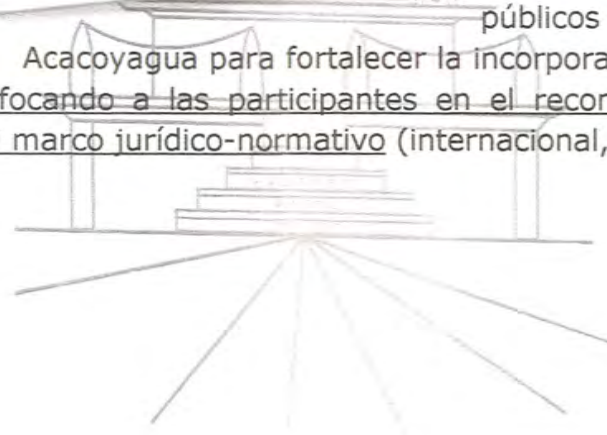 públicos
Acacoyagua para fortalecer la incorpora
focando a las participantes en el recor
marco jurídico-normativo (internacional,